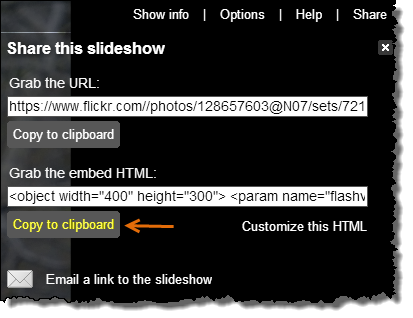 Show info | Options | Help | Share
Share this slideshow
Grab the URL:
https://www.flickr.com//photos/128657603@N07/sets/721
Copy to clipboard
Grab the embed HTML:
<object width="400" height="300"> <param name="flashv
Copy to clipboard
Customize this HTML
Email a link to the slideshow